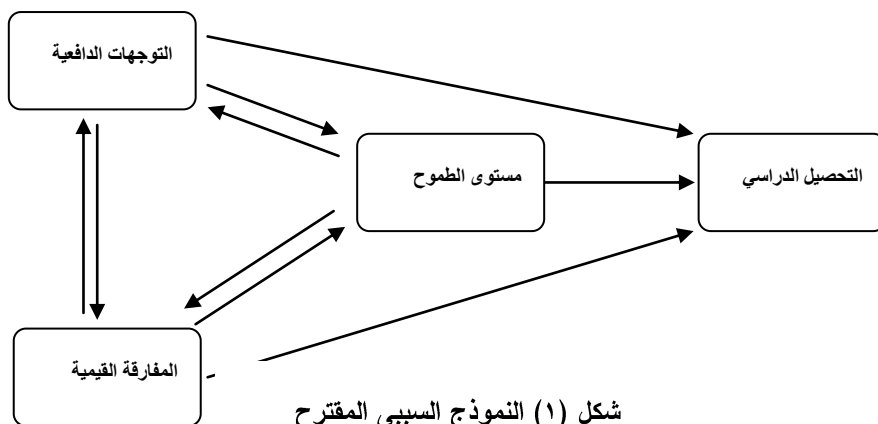 التوجهات الدافعية
مستوى الطموح
التحصيل الدراسي
المفارقة القيمية
شكل (١) النموذج السببي المقترح